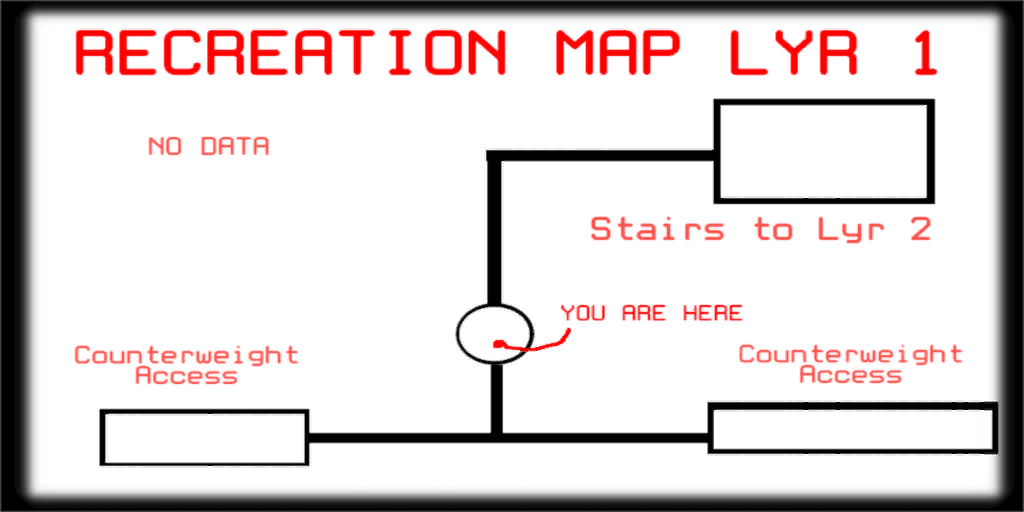 RECREATION MAP LYR 1
NO DATA
Stairs to Lyr 2
YOU ARE HERE
Counterweight
Access
Counterweight
Access